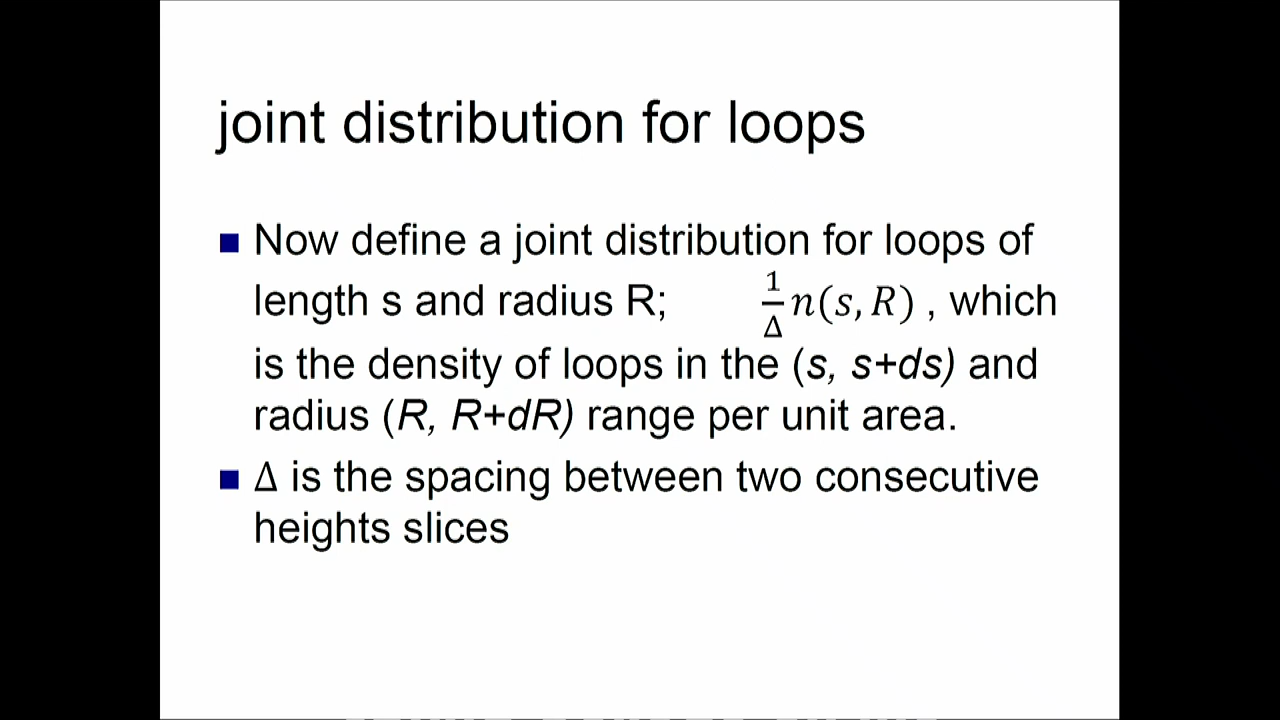 joint distribution for loops
■ Now define a joint distribution for loops of
length s and radius R; $\frac{1}{\Delta}n(s,R)$ , which
is the density of loops in the (s, s+ds) and
radius (R, R+dR) range per unit area.
■ Δ is the spacing between two consecutive
heights slices